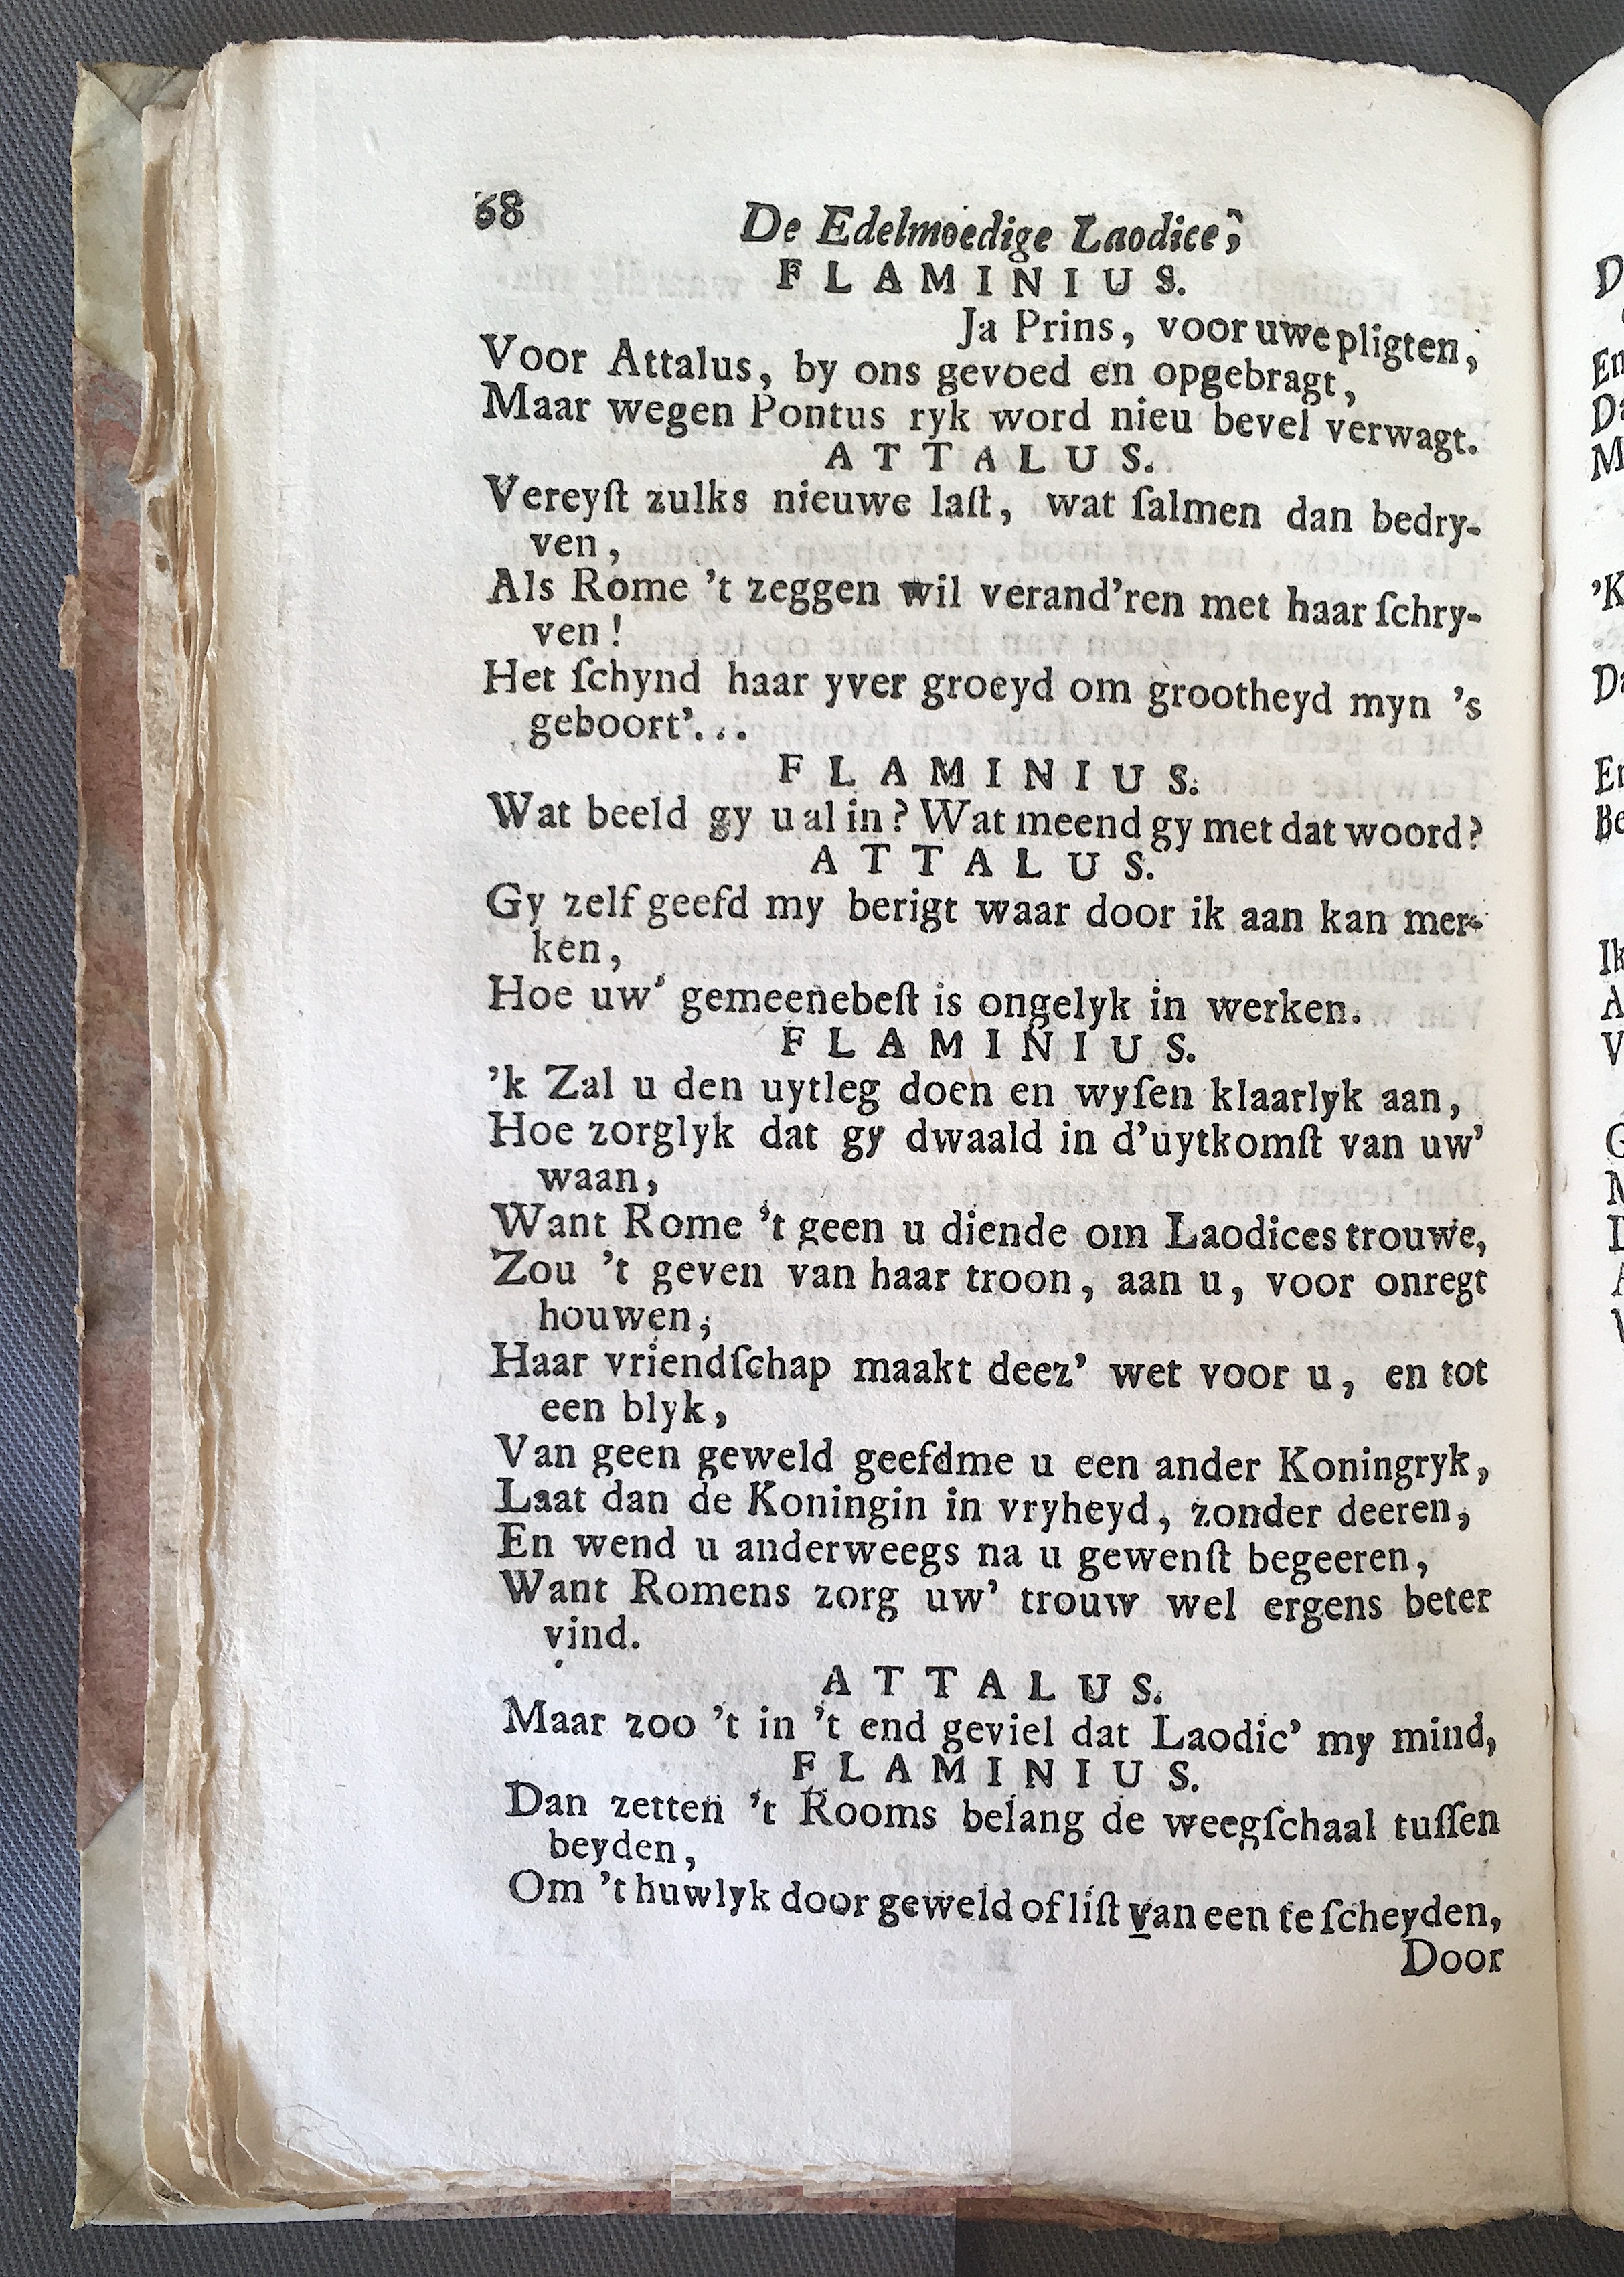 68
De Edelmoedige Laodice,
FLAMINIUS.
Ja Prins, voor uwe pligten,
Voor Attalus, by ons gevoed en opgebragt,
Maar wegen Pontus ryk word nieu bevel verwagt.
ATTALUS.
Vereyſt zulks nieuwe laſt, wat ſalmen dan bedry-
ven,
Als Rome 't zeggen wil verand'ren met haar ſchry-
ven!
Het ſchynd haar yver groeyd om grootheyd myn 's
geboort'...
FLAMINIUS.
Wat beeld gy u al in? Wat meend gy met dat woord?
ATTALUS.
Gy zelf geefd my berigt waar door ik aan kan mer-
ken,
Hoe uw' gemeenebeſt is ongelyk in werken.
FLAMINIUS.
'k Zal u den uytleg doen en wyſen klaarlyk aan,
Hoe zorglyk dat gy dwaald in d'uytkomſt van uw'
waan,
Want Rome 't geen u diende om Laodices trouwe,
Zou 't geven van haar troon, aan u, voor onregt
houwen;
Haar vriendſchap maakt deez' wet voor u, en tot
een blyk,
Van geen geweld geefdme u een ander Koningryk,
Laat dan de Koningin in vryheyd, zonder deeren,
En wend u anderweegs na u gewenſt begeeren,
Want Romens zorg uw' trouw wel ergens beter
vind.
ATTALUS.
Maar zoo 't in 't end geviel dat Laodic' my mind,
FLAMINIUS.
Dan zetten 't Rooms belang de weegſchaal tuſſen
beyden,
Om 't huwlyk door geweld of liſt van een te ſcheyden,
Door